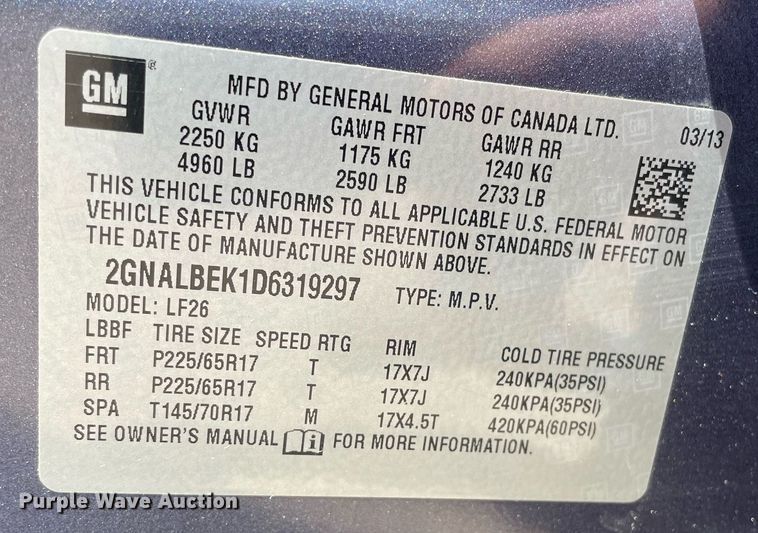 GM ®
MFD BY GENERAL MOTORS OF CANADA LTD. 03/13
GVWR GAWR FRT GAWR RR
2250 KG 1175 KG 1240 KG
4960 LB 2590 LB 2733 LB
THIS VEHICLE CONFORMS TO ALL APPLICABLE U.S. FEDERAL MOTOR
VEHICLE SAFETY AND THEFT PREVENTION STANDARDS IN EFFECT ON
THE DATE OF MANUFACTURE SHOWN ABOVE.
2GNALBEK1D6319297 TYPE: M.P.V.
MODEL: LF26
LBBF TIRE SIZE SPEED RTG RIM COLD TIRE PRESSURE
FRT P225/65R17 T 17X7J 240KPA(35PSI)
RR P225/65R17 T 17X7J 240KPA(35PSI)
SPA T145/70R17 M 17X4.5T 420KPA(60PSI)
SEE OWNER'S MANUAL i FOR MORE INFORMATION.
Purple Wave Auction